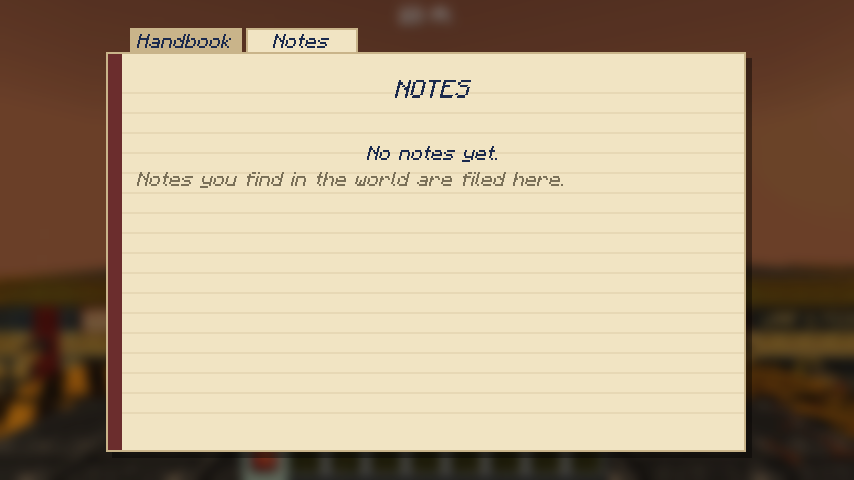 Handbook
Notes
NOTES
No notes yet.
Notes you find in the world are filed here.